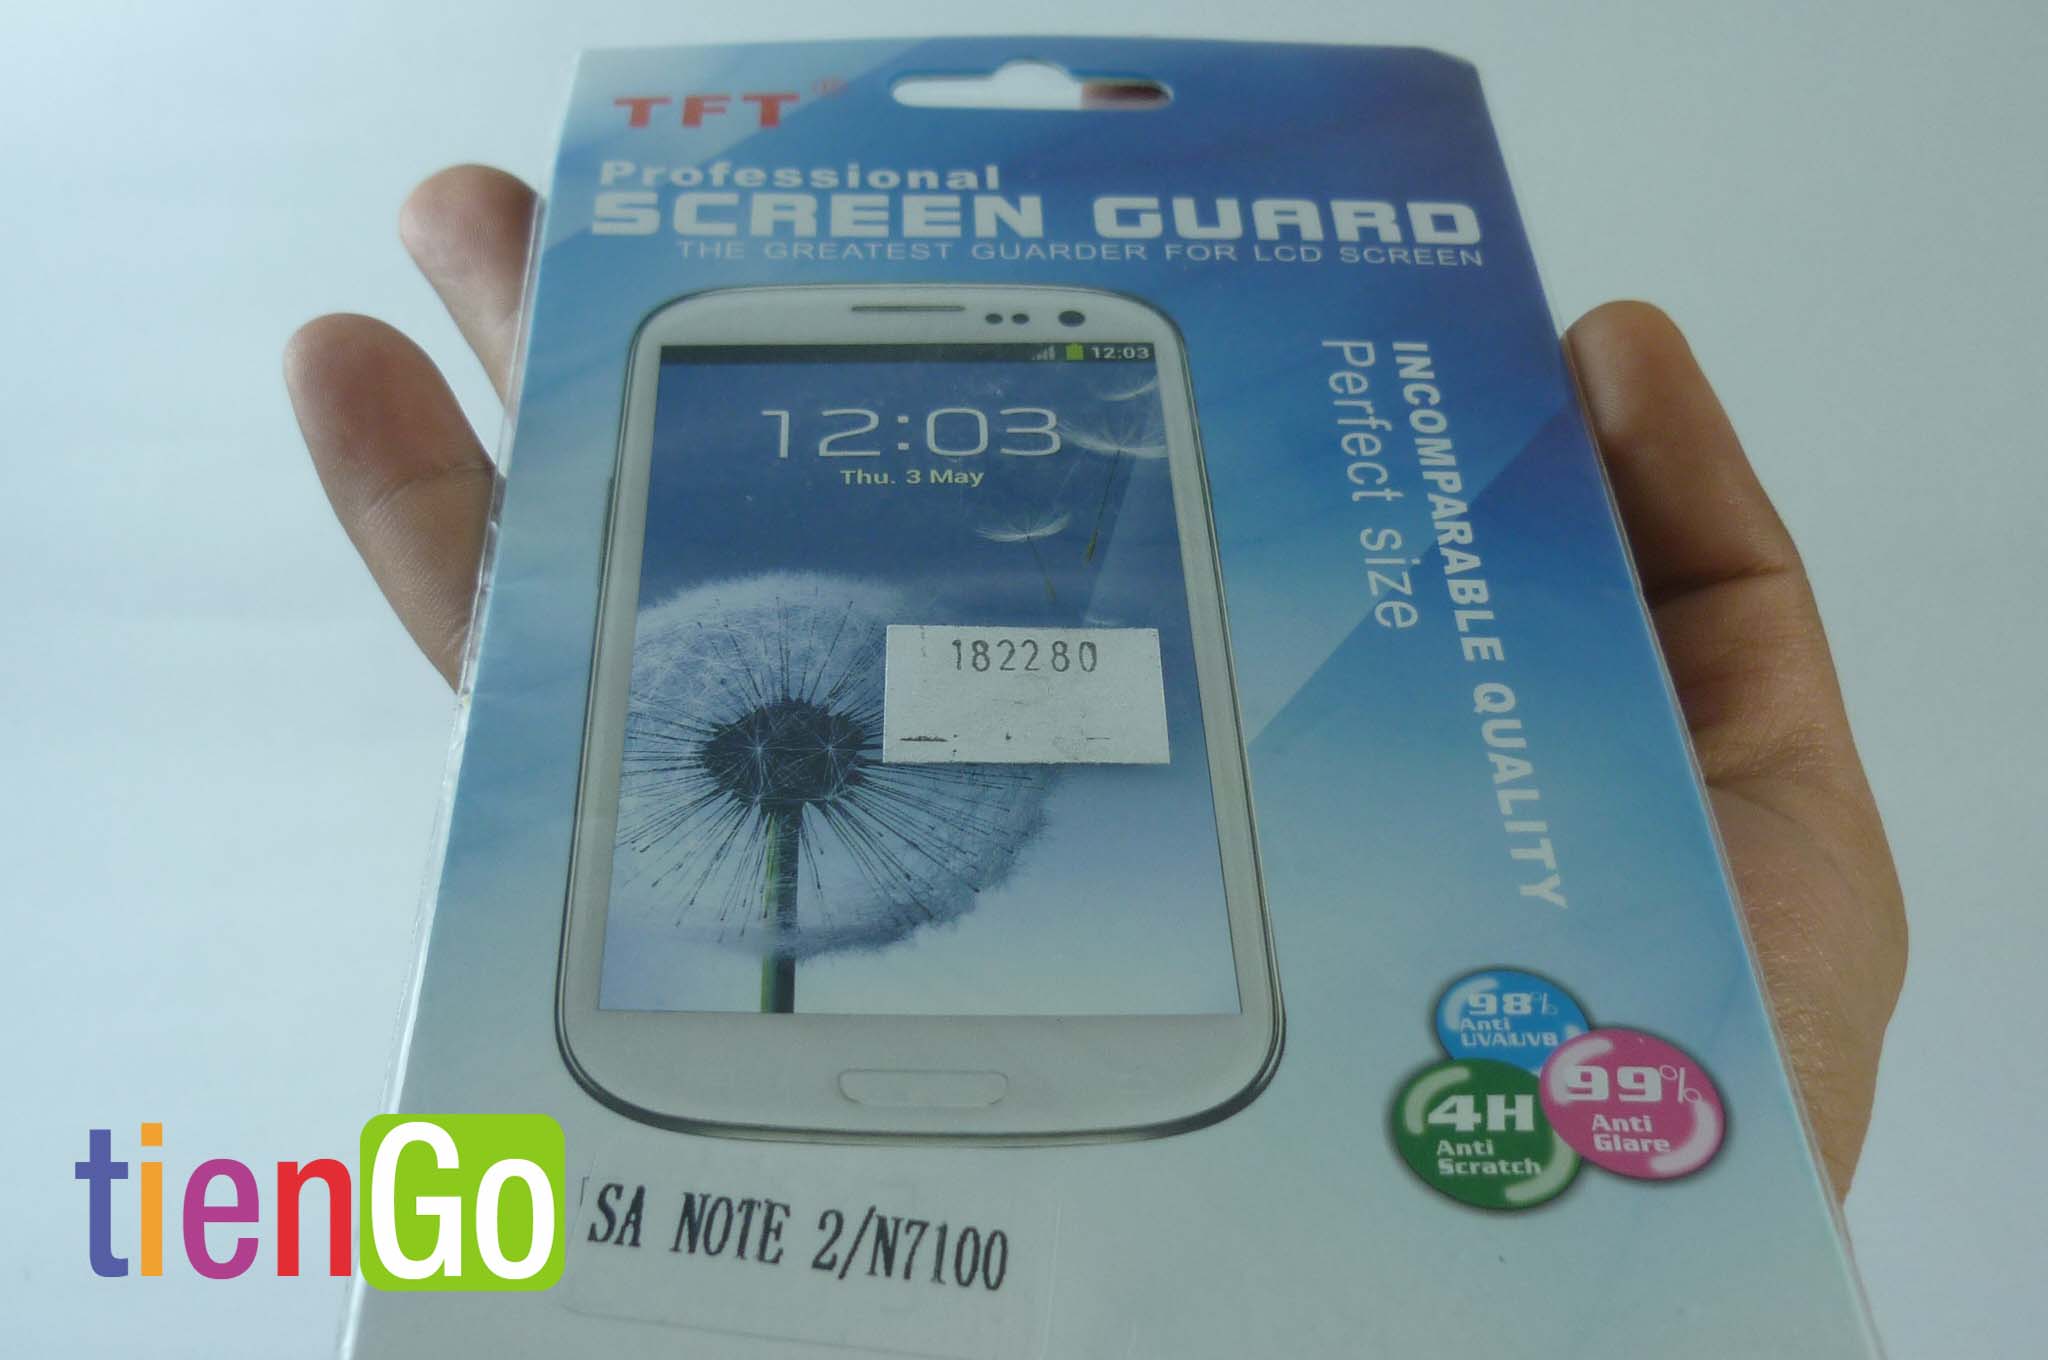 TFT®
Professional
SCREEN GUARD
THE GREATEST GUARDER FOR LCD SCREEN
12:03
12:03
Thu. 3 May
INCOMPARABLE QUALITY
Perfect size
182280
98%
Anti
UVA/UVB
99%
Anti
Glare
4H
Anti
Scratch
SA NOTE 2/N7100
tienGo